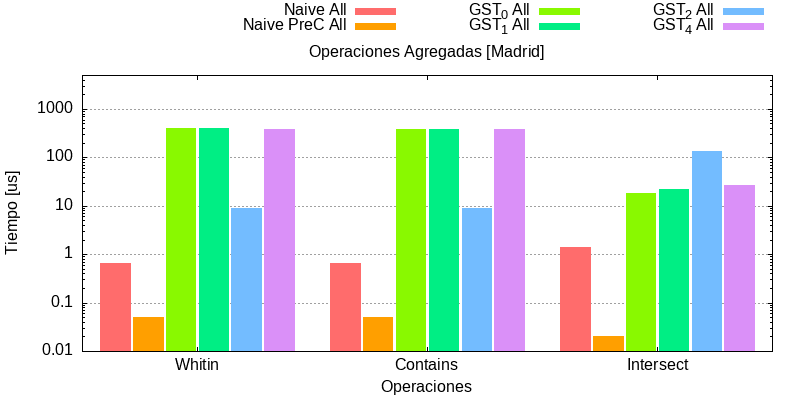 Naive All
Naive PreC All
GST0 All
GST1 All
GST2 All
GST4 All
Operaciones Agregadas [Madrid]
Tiempo [us]
1000
100
10
1
0.1
0.01
Whitin Contains Intersect
Operaciones